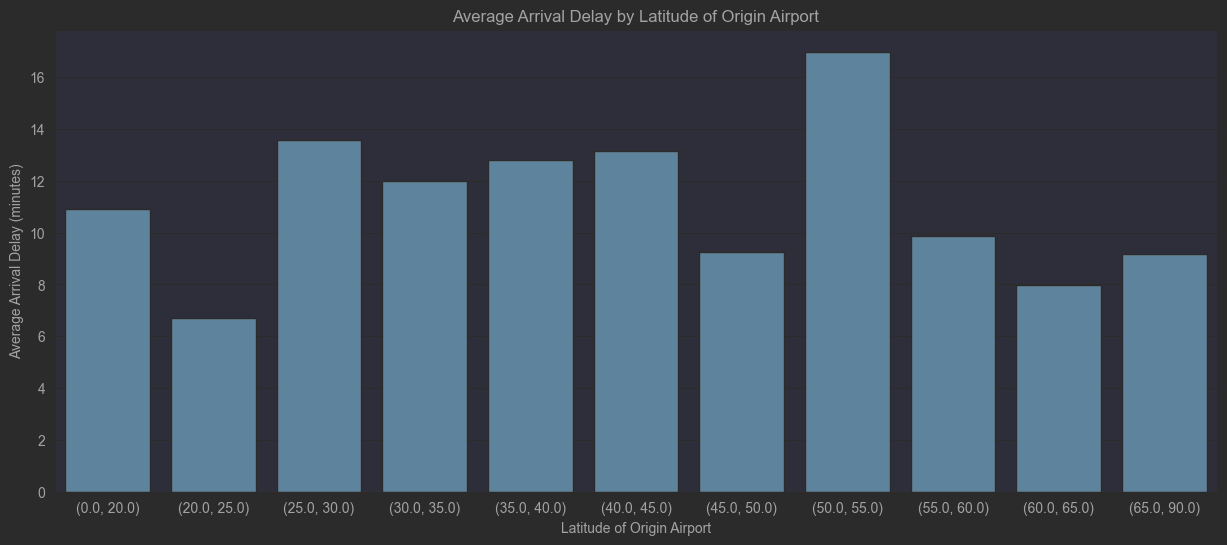 Average Arrival Delay by Latitude of Origin Airport
Average Arrival Delay (minutes)
16
14
12
10
8
6
4
2
0
(0.0, 20.0) (20.0, 25.0) (25.0, 30.0) (30.0, 35.0) (35.0, 40.0) (40.0, 45.0) (45.0, 50.0) (50.0, 55.0) (55.0, 60.0) (60.0, 65.0) (65.0, 90.0)
Latitude of Origin Airport